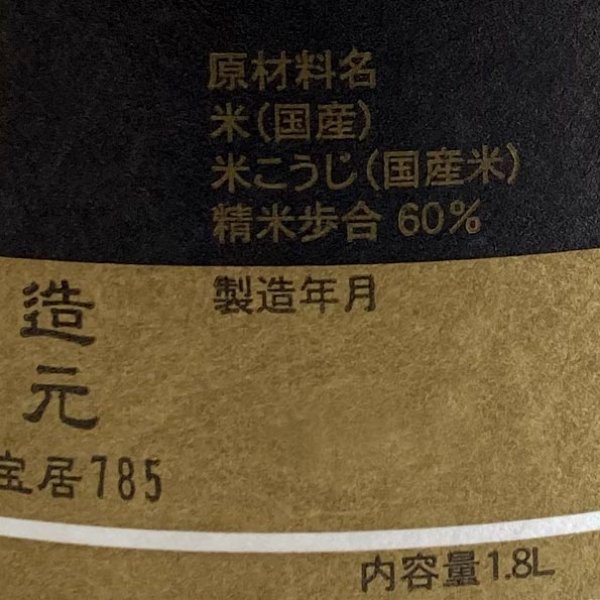 原材料名
米(国産)
米こうじ(国産米)
精米歩合 60%
製造年月
造
元
宝居785
内容量1.8L